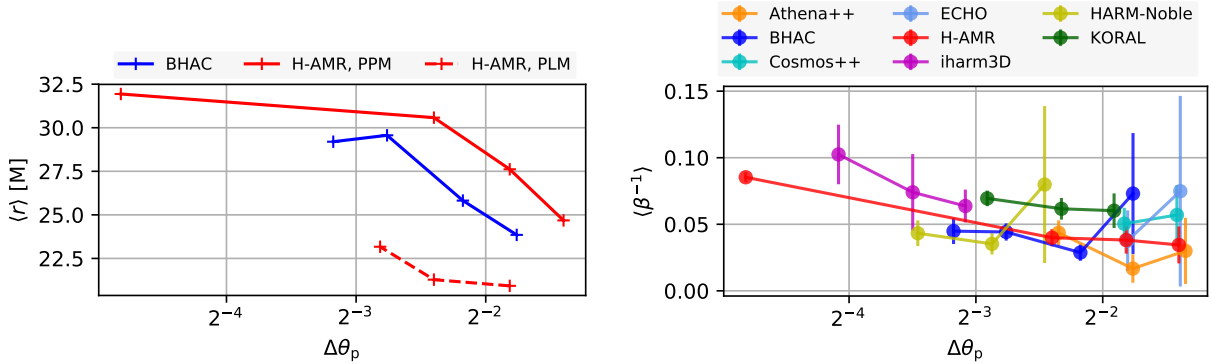 BHAC H-AMR, PPM H-AMR, PLM
32.5
30.0
27.5
25.0
22.5
⟨r⟩ [M]
2⁻⁴ 2⁻³ 2⁻²
Δθₚ
Athena++ ECHO HARM-Noble
BHAC H-AMR KORAL
Cosmos++ iharm3D
0.15
0.10
0.05
0.00
⟨β⁻¹⟩
2⁻⁴ 2⁻³ 2⁻²
Δθₚ